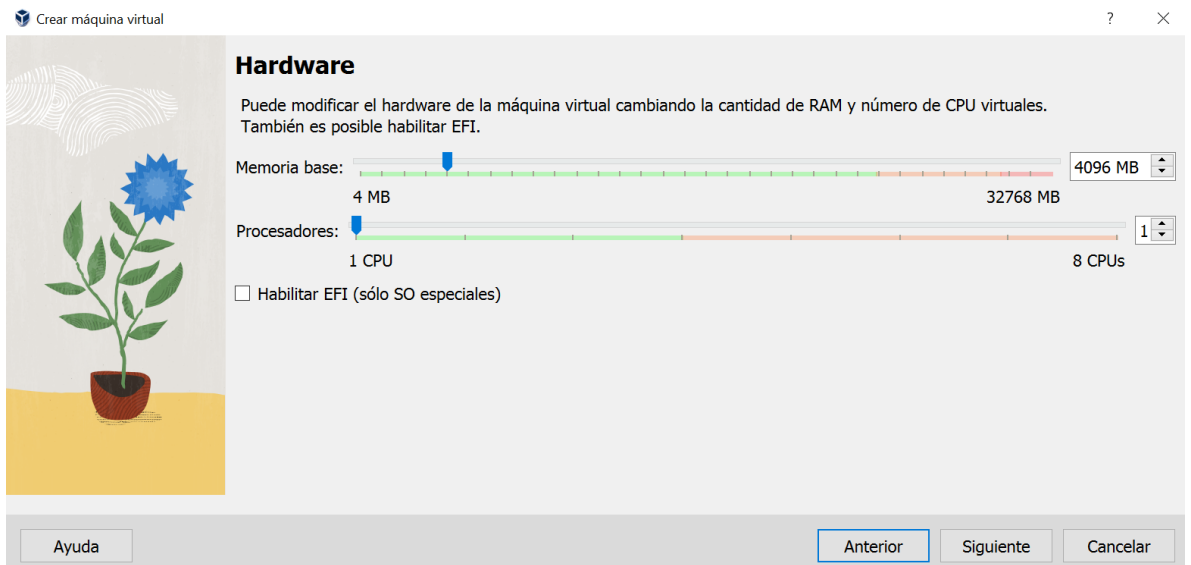 Crear máquina virtual
Hardware
Puede modificar el hardware de la máquina virtual cambiando la cantidad de RAM y número de CPU virtuales.
También es posible habilitar EFI.
Memoria base:
4096 MB
4 MB
32768 MB
Procesadores:
1
1 CPU
8 CPUs
Habilitar EFI (sólo SO especiales)
Ayuda
Anterior
Siguiente
Cancelar